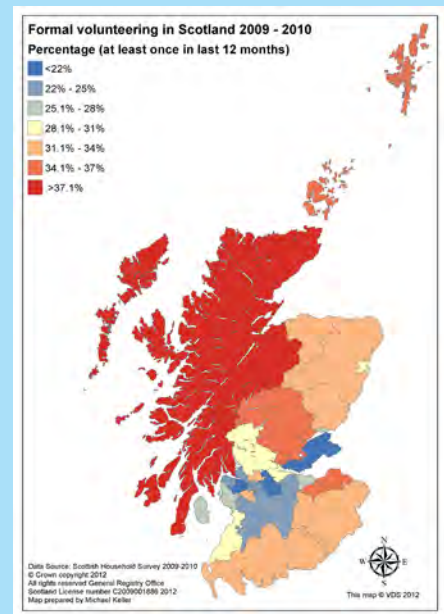 Formal volunteering in Scotland 2009 - 2010
Percentage (at least once in last 12 months)
<22%
22% - 25%
25.1% - 28%
28.1% - 31%
31.1% - 34%
34.1% - 37%
>37.1%
Data Source: Scottish Household Survey 2009-2010
© Crown copyright 2012
All rights reserved General Registry Office
Scotland License number C2009001886 2012
Map prepared by Michael Keller
N
W E
S
This map © VDS 2012